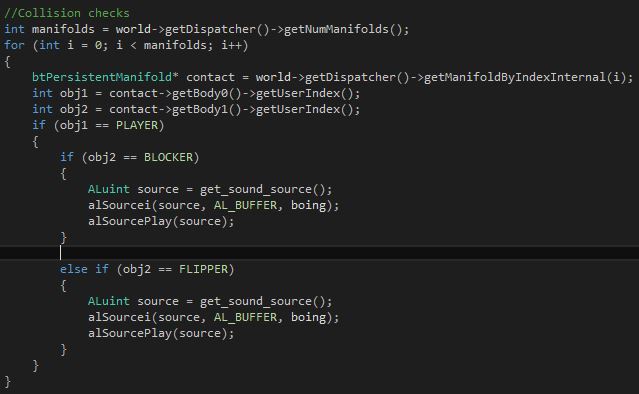 //Collision checks
int manifolds = world->getDispatcher()->getNumManifolds();
for (int i = 0; i < manifolds; i++)
{
    btPersistentManifold* contact = world->getDispatcher()->getManifoldByIndexInternal(i);
    int obj1 = contact->getBody0()->getUserIndex();
    int obj2 = contact->getBody1()->getUserIndex();
    if (obj1 == PLAYER)
    {
        if (obj2 == BLOCKER)
        {
            ALuint source = get_sound_source();
            alSourcei(source, AL_BUFFER, boing);
            alSourcePlay(source);
        }
        else if (obj2 == FLIPPER)
        {
            ALuint source = get_sound_source();
            alSourcei(source, AL_BUFFER, boing);
            alSourcePlay(source);
        }
    }
}